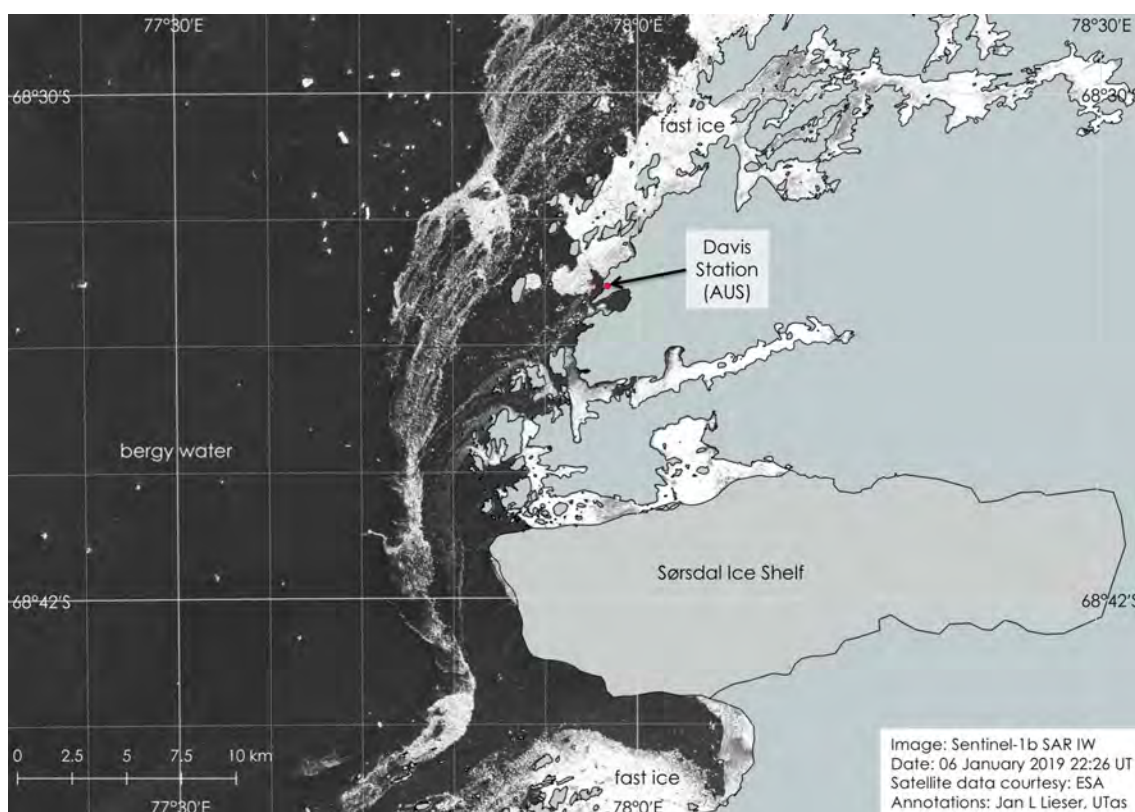 77°30'E
78°0'E
78°30'E
68°30'S
68°30'S
fast ice
Davis
Station
(AUS)
bergy water
Sørsdal Ice Shelf
68°42'S
68°42'S
0 2.5 5 7.5 10 km
fast ice
77°30'E
78°0'E
Image: Sentinel-1b SAR IW
Date: 06 January 2019 22:26 UT
Satellite data courtesy: ESA
Annotations: Jan L Lieser, UTas